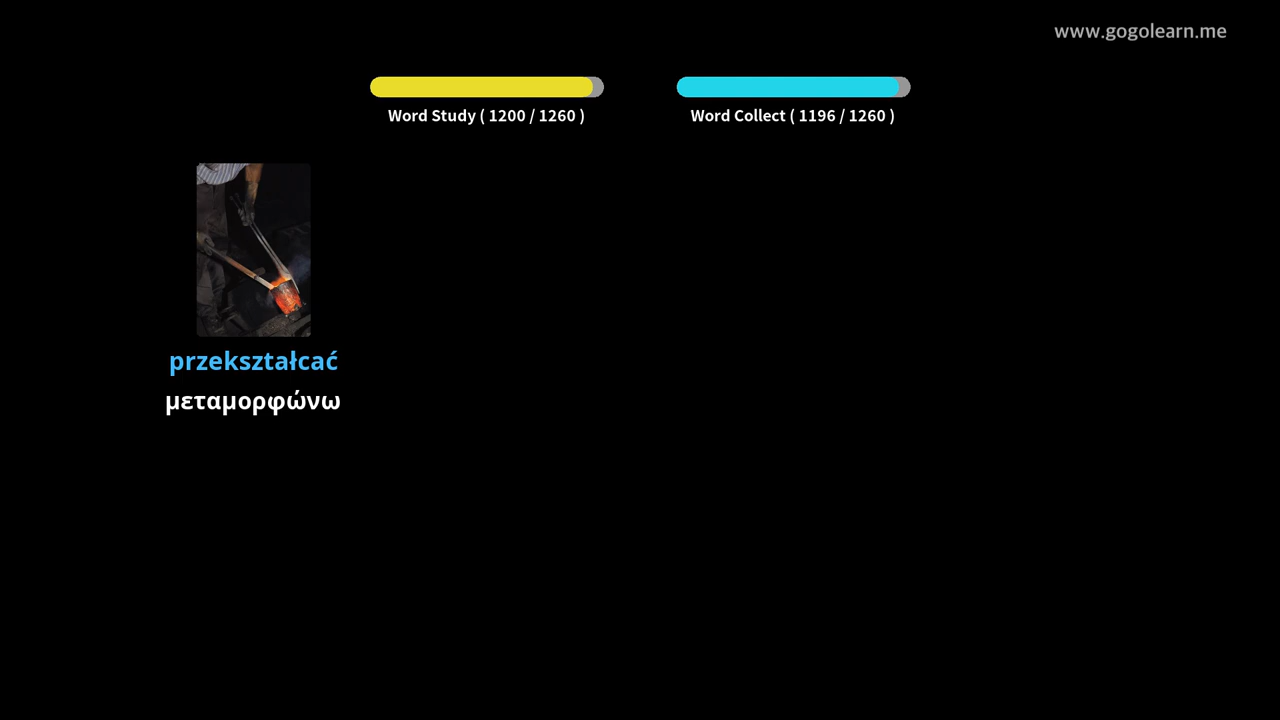 www.gogolearn.me
Word Study ( 1200 / 1260 )
Word Collect ( 1196 / 1260 )
przekształcać
μεταμορφώνω